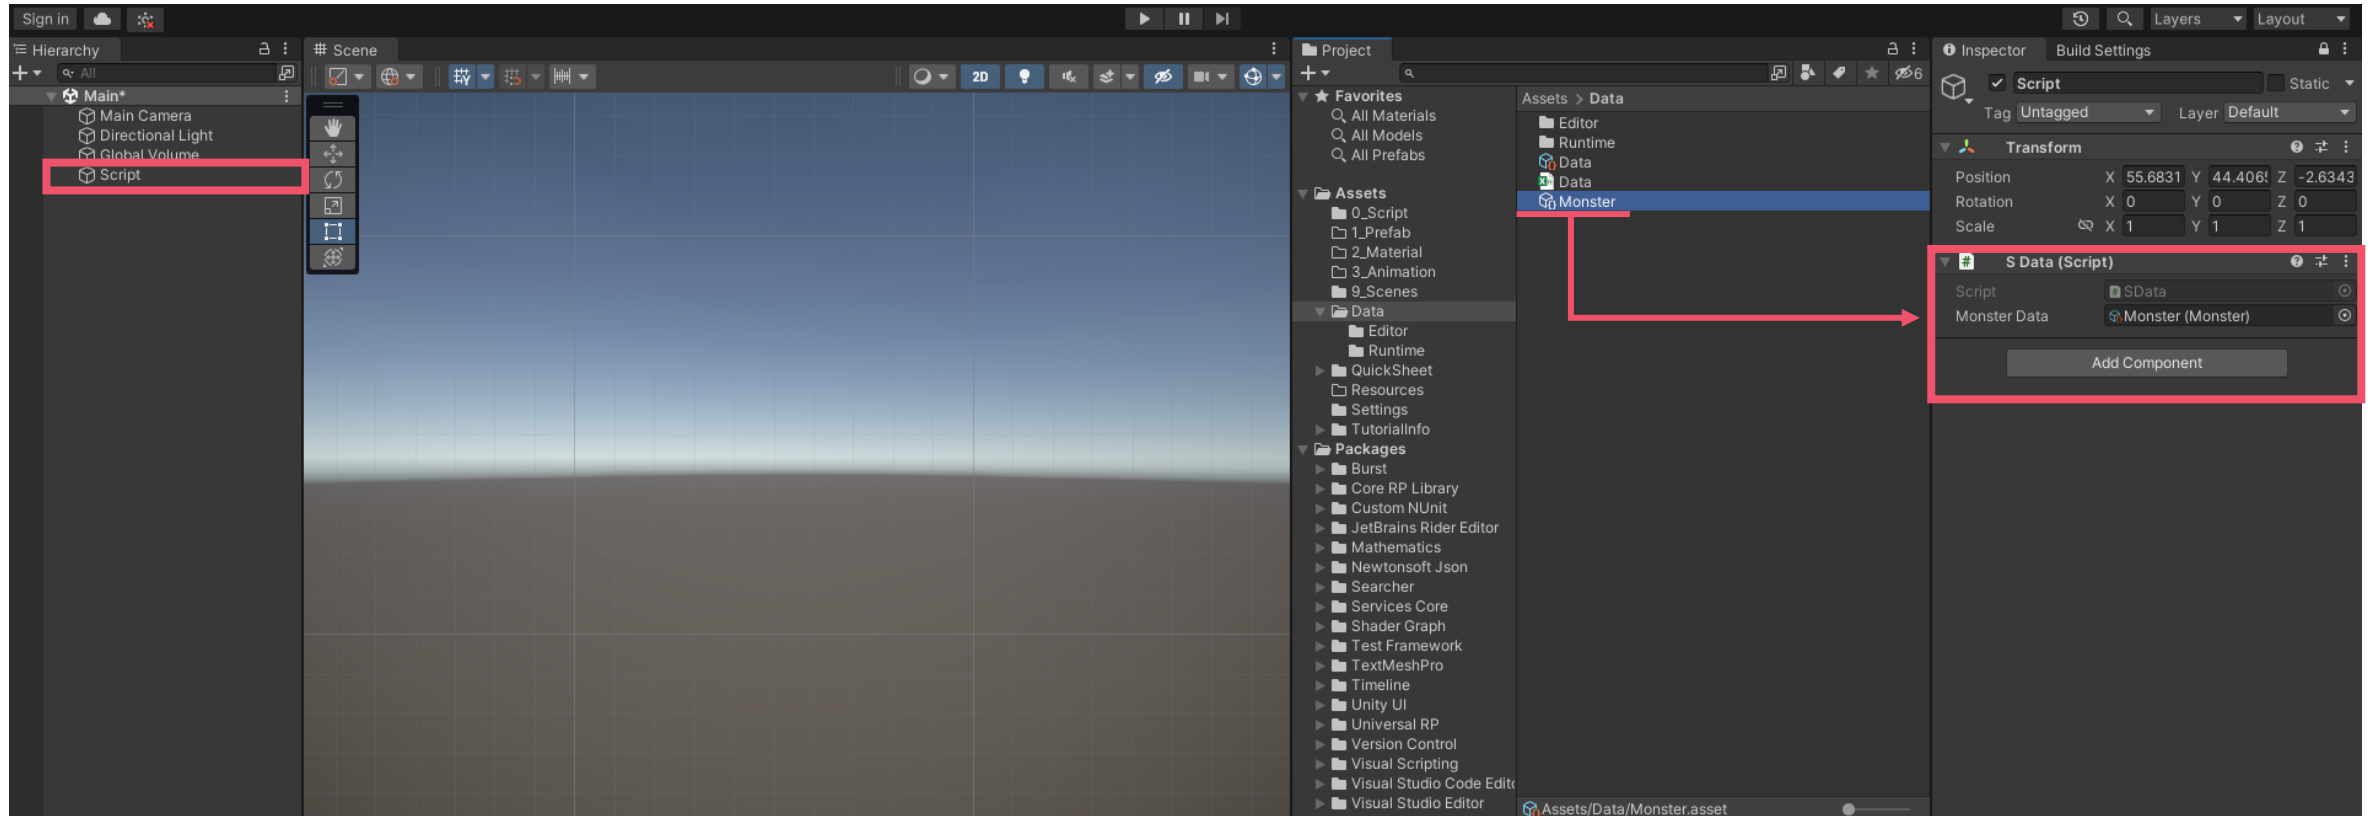 Sign in
Layers
Layout
Hierarchy
All
Main*
Main Camera
Directional Light
Global Volume
Script
Scene
2D
Project
6
Favorites
All Materials
All Models
All Prefabs
Assets
0_Script
1_Prefab
2_Material
3_Animation
9_Scenes
Data
Editor
Runtime
QuickSheet
Resources
Settings
TutorialInfo
Packages
Burst
Core RP Library
Custom NUnit
JetBrains Rider Editor
Mathematics
Newtonsoft Json
Searcher
Services Core
Shader Graph
Test Framework
TextMeshPro
Timeline
Unity UI
Universal RP
Version Control
Visual Scripting
Visual Studio Code Edito
Visual Studio Editor
Assets > Data
Editor
Runtime
Data
Data
Monster
Assets/Data/Monster.asset
Inspector Build Settings
Script Static
Tag Untagged Layer Default
Transform
Position X 55.6831 Y 44.406 Z -2.6343
Rotation X 0 Y 0 Z 0
Scale X 1 Y 1 Z 1
# S Data (Script)
Script SData
Monster Data Monster (Monster)
Add Component